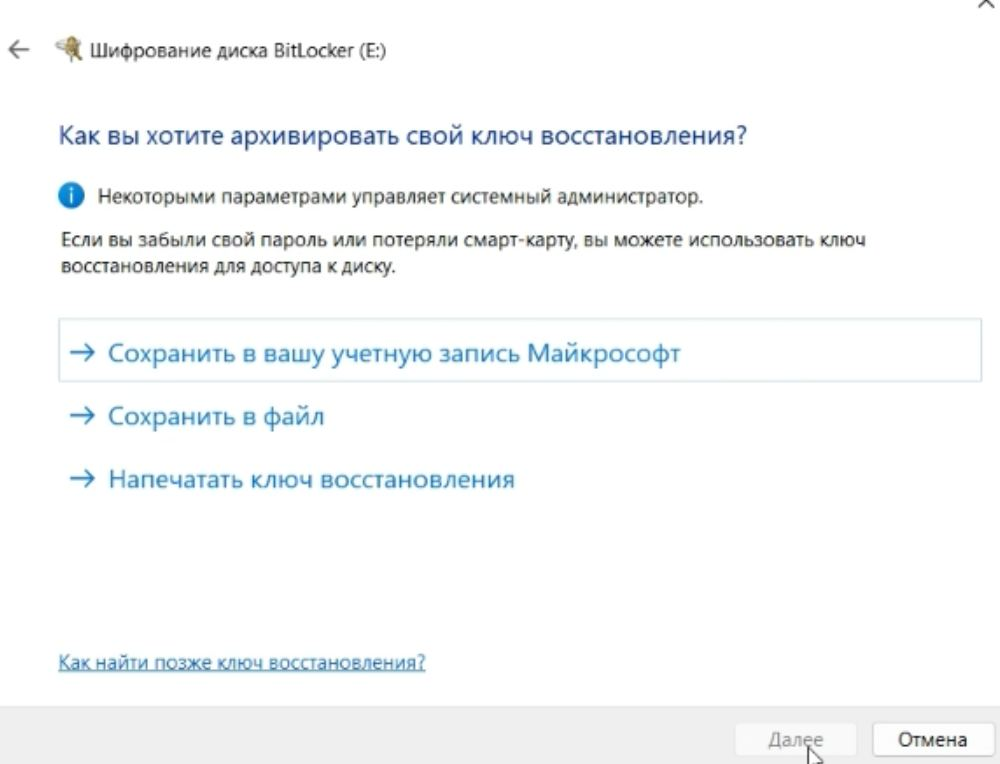 Шифрование диска BitLocker (E:)
Как вы хотите архивировать свой ключ восстановления?
Некоторыми параметрами управляет системный администратор.
Если вы забыли свой пароль или потеряли смарт-карту, вы можете использовать ключ
восстановления для доступа к диску.
Сохранить в вашу учетную запись Майкрософт
Сохранить в файл
Напечатать ключ восстановления
Как найти позже ключ восстановления?
Далее
Отмена